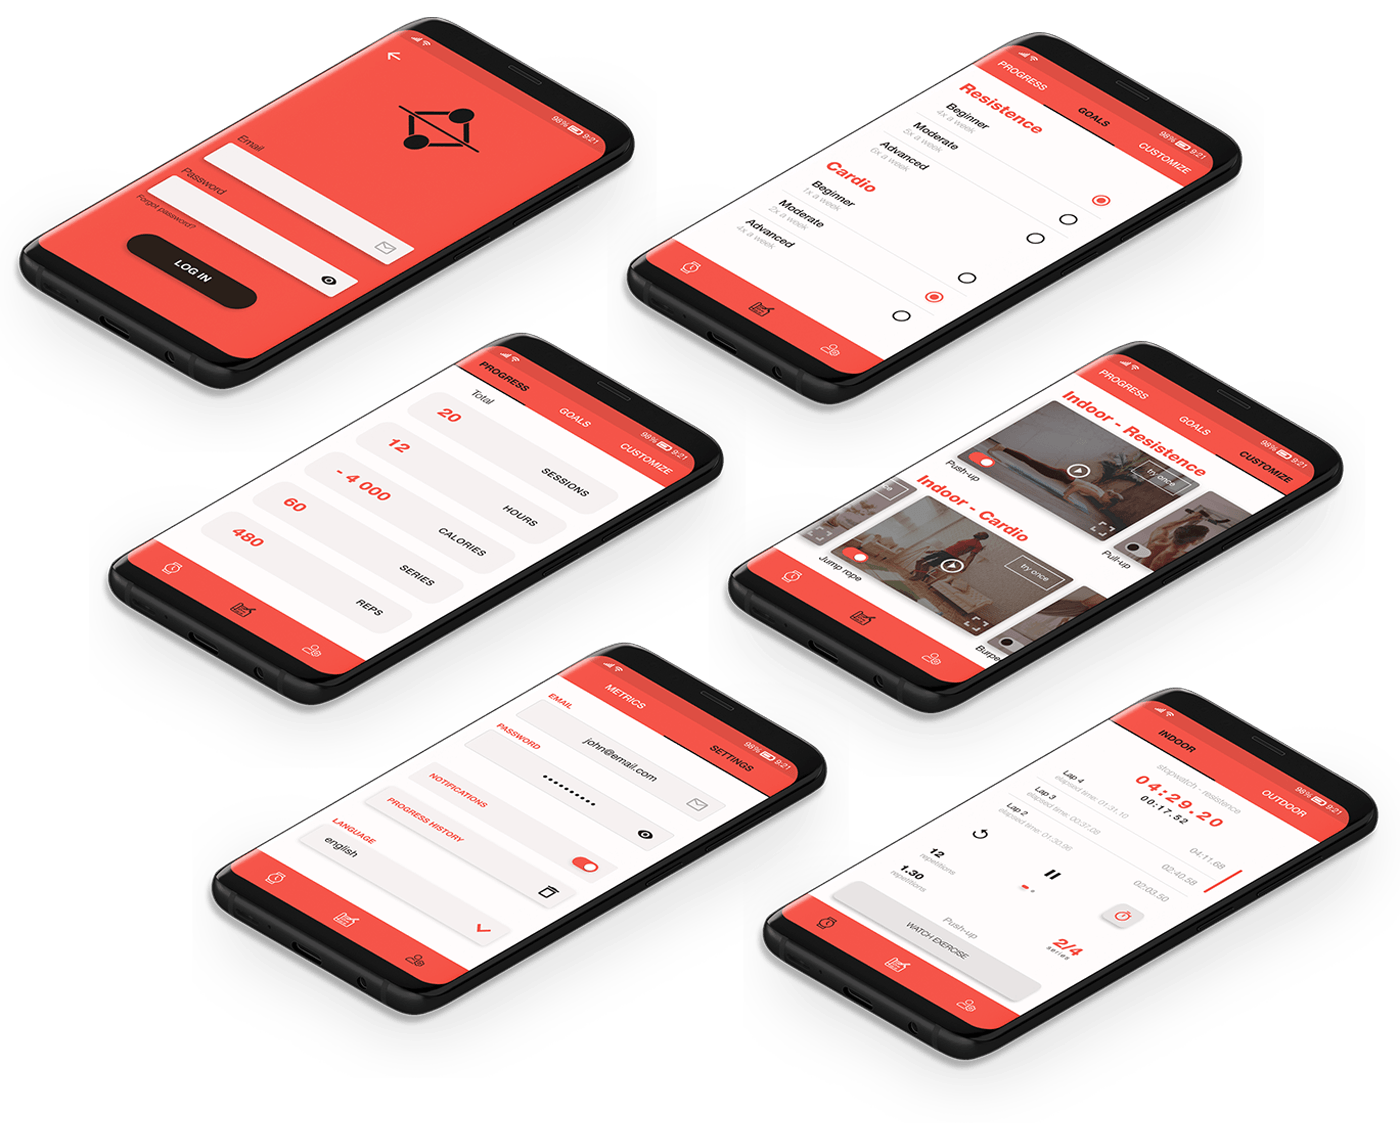 98% 9:21
Email
Password
Forgot password?
LOG IN
98% 9:21
PROGRESS
GOALS
CUSTOMIZE
Resistence
Beginner
4x a week
Moderate
5x a week
Advanced
6x a week
Cardio
Beginner
1x a week
Moderate
2x a week
Advanced
4x a week
98% 9:21
PROGRESS
GOALS
CUSTOMIZE
Total
20
SESSIONS
12
HOURS
- 4 000
CALORIES
60
SERIES
480
REPS
98% 9:21
PROGRESS
GOALS
CUSTOMIZE
Indoor - Resistence
try once
Push-up
Pull-up
Indoor - Cardio
try once
Jump rope
Burpe
98% 9:21
METRICS
SETTINGS
EMAIL
john@email.com
PASSWORD
NOTIFICATIONS
PROGRESS HISTORY
LANGUAGE
english
98% 9:21
INDOOR
OUTDOOR
stopwatch - resistence
04:29.20
00:17.52
Lap 4
elapsed time: 01:31.10
04:11.68
Lap 3
elapsed time: 00:37.08
02:40.58
Lap 2
elapsed time: 01:30.96
02:03.50
12
repetitions
1.30
repetitions
Push-up
2/4
series
WATCH EXERCISE